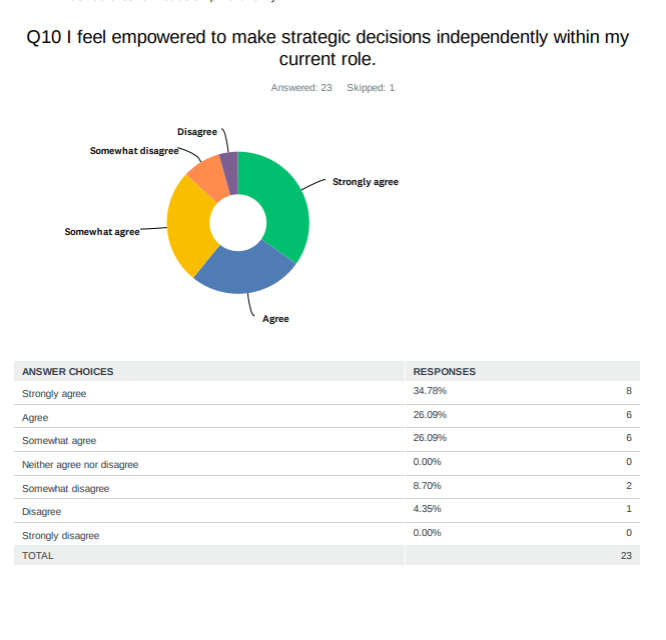 Q10 I feel empowered to make strategic decisions independently within my
current role.
Answered: 23 Skipped: 1
Disagree
Somewhat disagree
Strongly agree
Somewhat agree
Agree
ANSWER CHOICES RESPONSES
Strongly agree 34.78% 8
Agree 26.09% 6
Somewhat agree 26.09% 6
Neither agree nor disagree 0.00% 0
Somewhat disagree 8.70% 2
Disagree 4.35% 1
Strongly disagree 0.00% 0
TOTAL 23